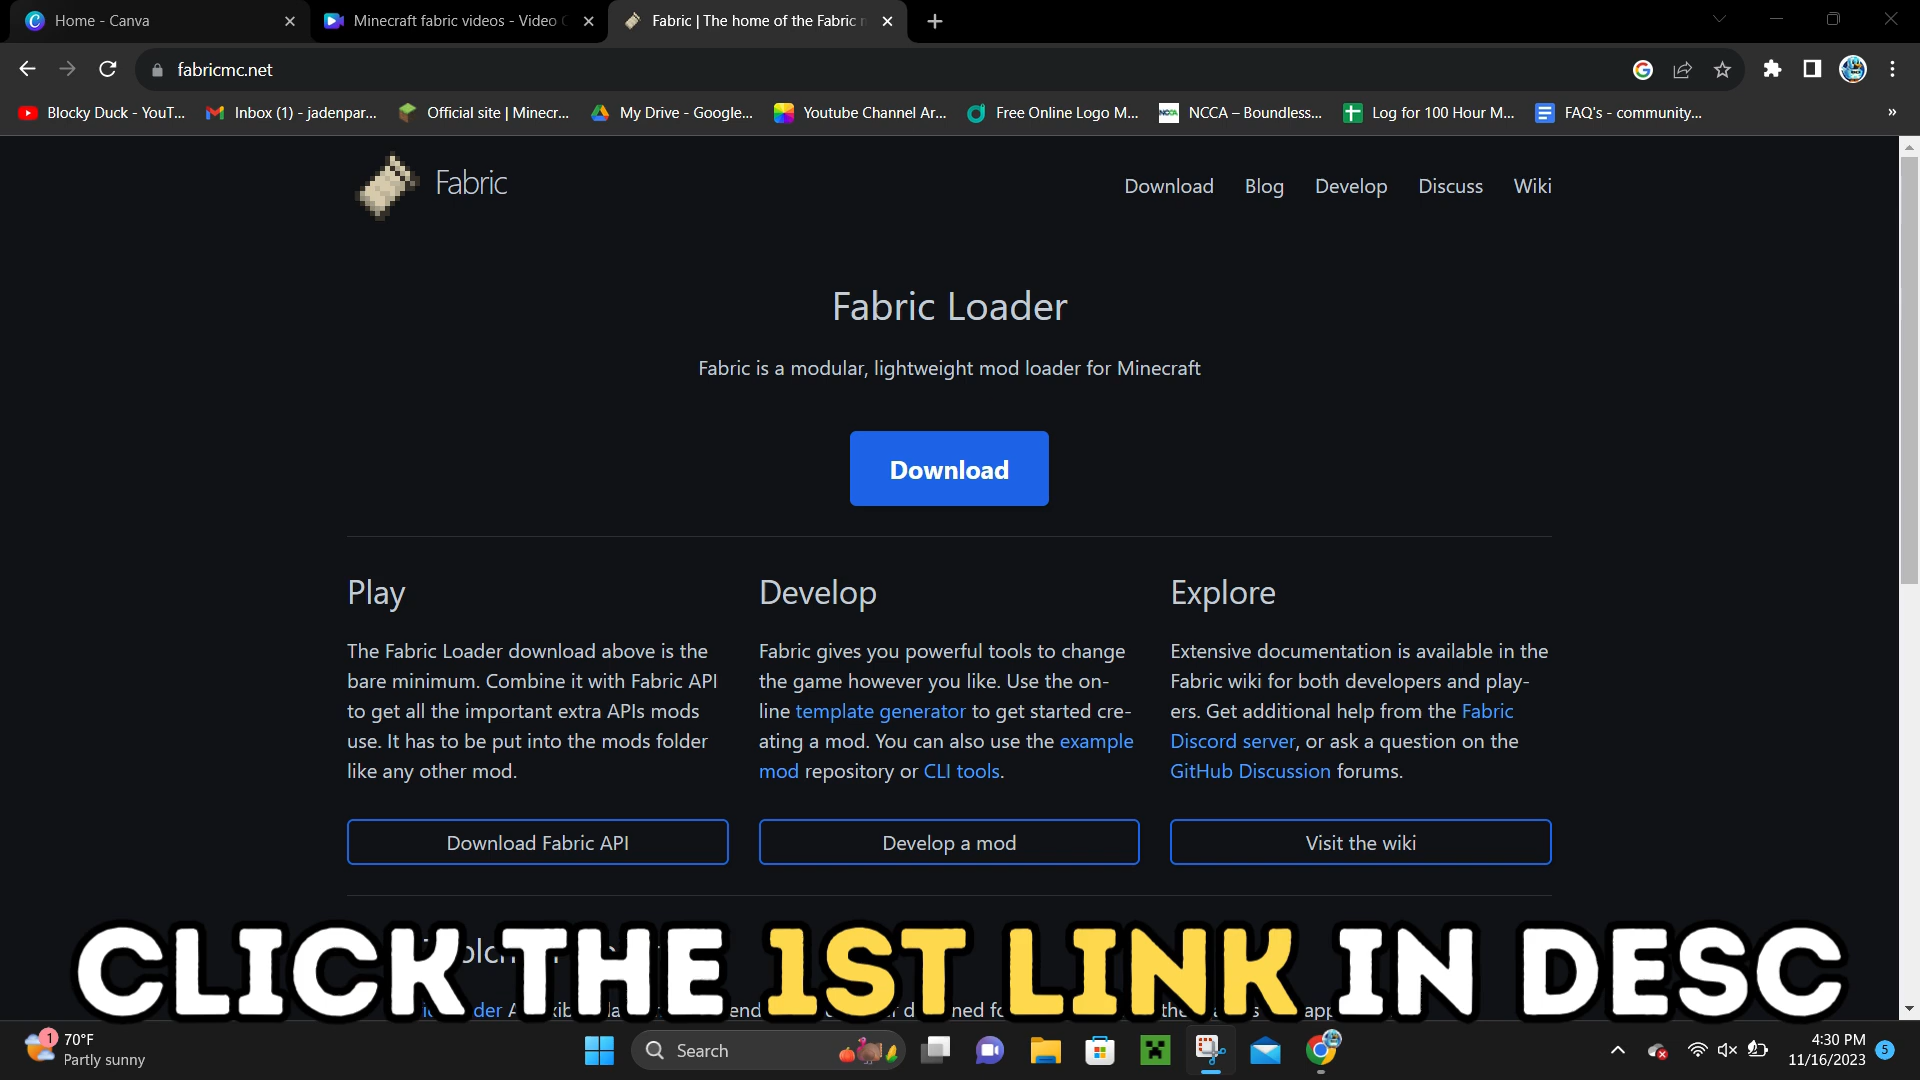 Home - Canva
Minecraft fabric videos - Video
Fabric | The home of the Fabric
fabricmc.net
Blocky Duck - YouT...
Inbox (1) - jadenpar...
Official site | Minecr...
My Drive - Google...
Youtube Channel Ar...
Free Online Logo M...
NCCA – Boundless...
Log for 100 Hour M...
FAQ's - community...
»
Fabric
Download
Blog
Develop
Discuss
Wiki
Fabric Loader
Fabric is a modular, lightweight mod loader for Minecraft
Download
Play
The Fabric Loader download above is the
bare minimum. Combine it with Fabric API
to get all the important extra APIs mods
use. It has to be put into the mods folder
like any other mod.
Download Fabric API
Develop
Fabric gives you powerful tools to change
the game however you like. Use the on-
line template generator to get started cre-
ating a mod. You can also use the example
mod repository or CLI tools.
Develop a mod
Explore
Extensive documentation is available in the
Fabric wiki for both developers and play-
ers. Get additional help from the Fabric
Discord server, or ask a question on the
GitHub Discussion forums.
Visit the wiki
CLICK THE 1ST LINK IN DESC
1
70°F
Partly sunny
Search
4:30 PM
11/16/2023
5